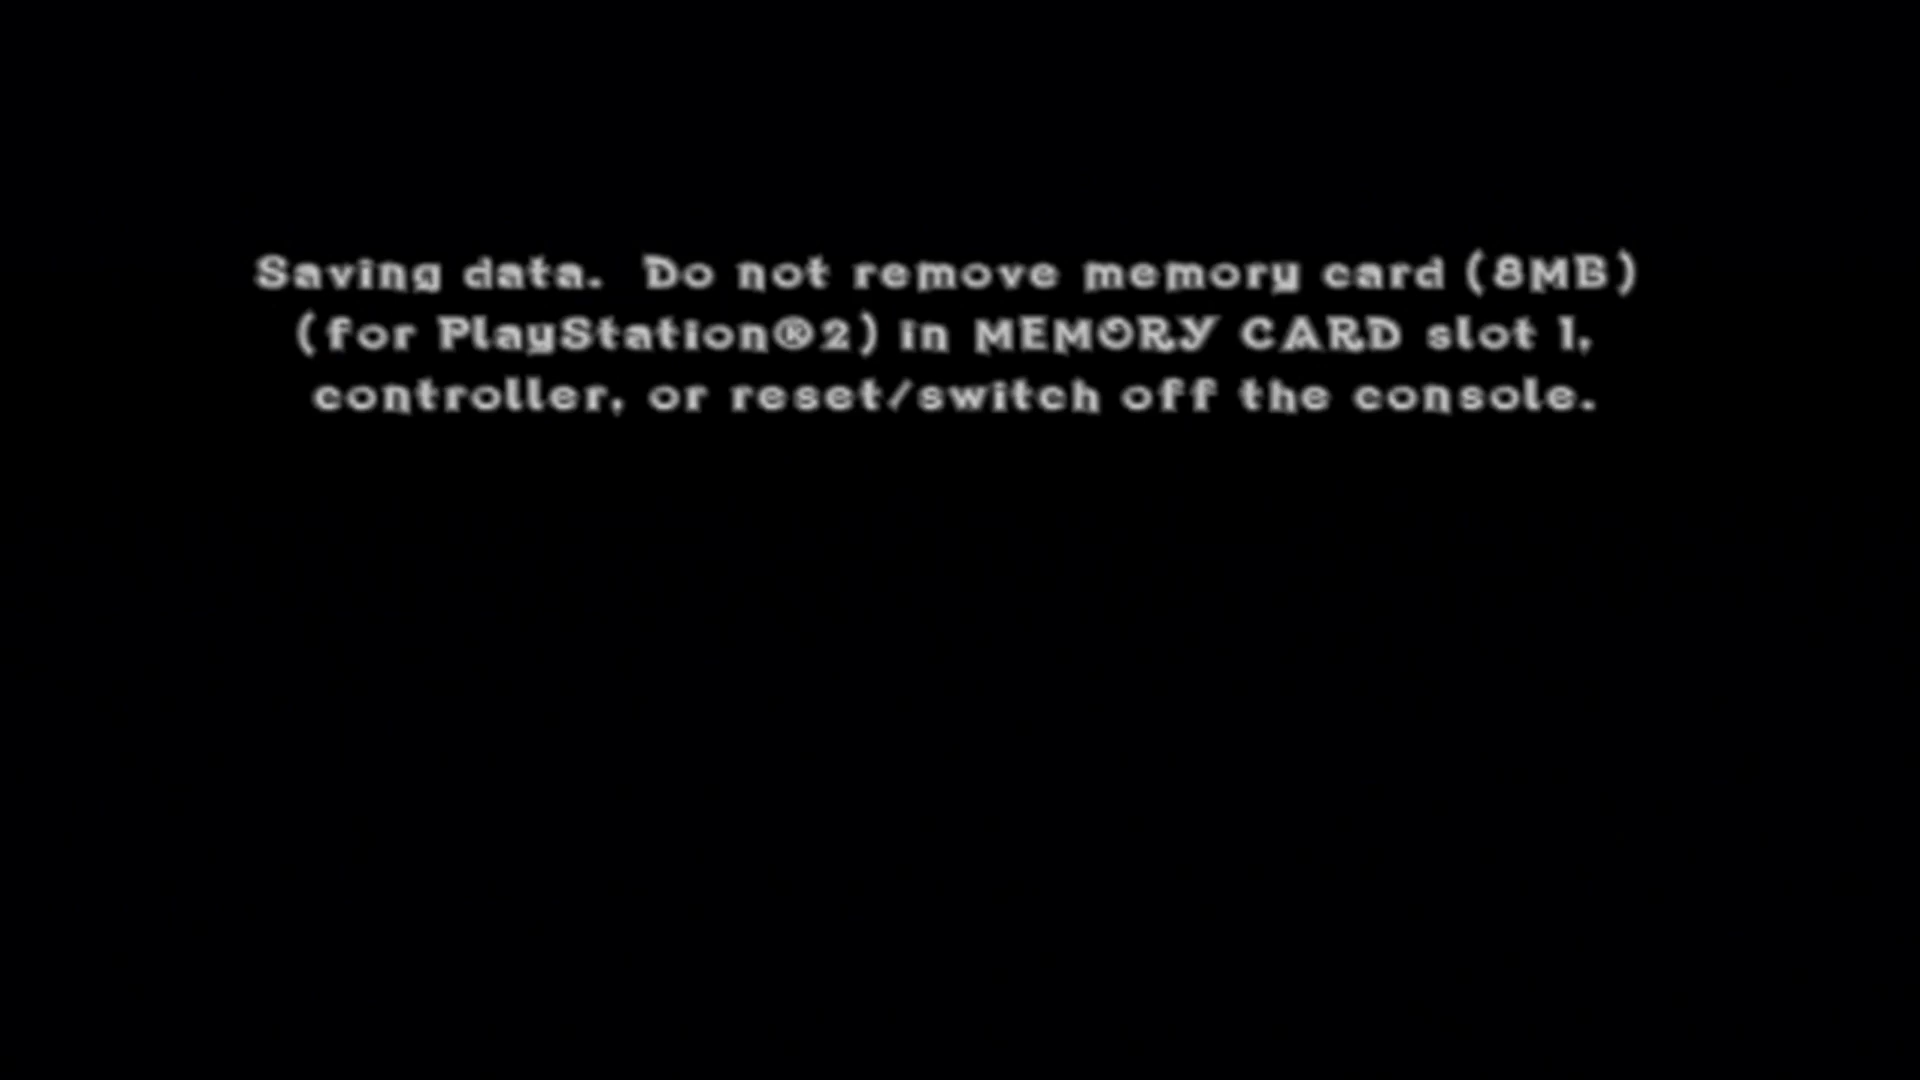 Saving data.  Do not remove memory card (8MB)
(for PlayStation®2) in MEMORY CARD slot 1,
controller, or reset/switch off the console.